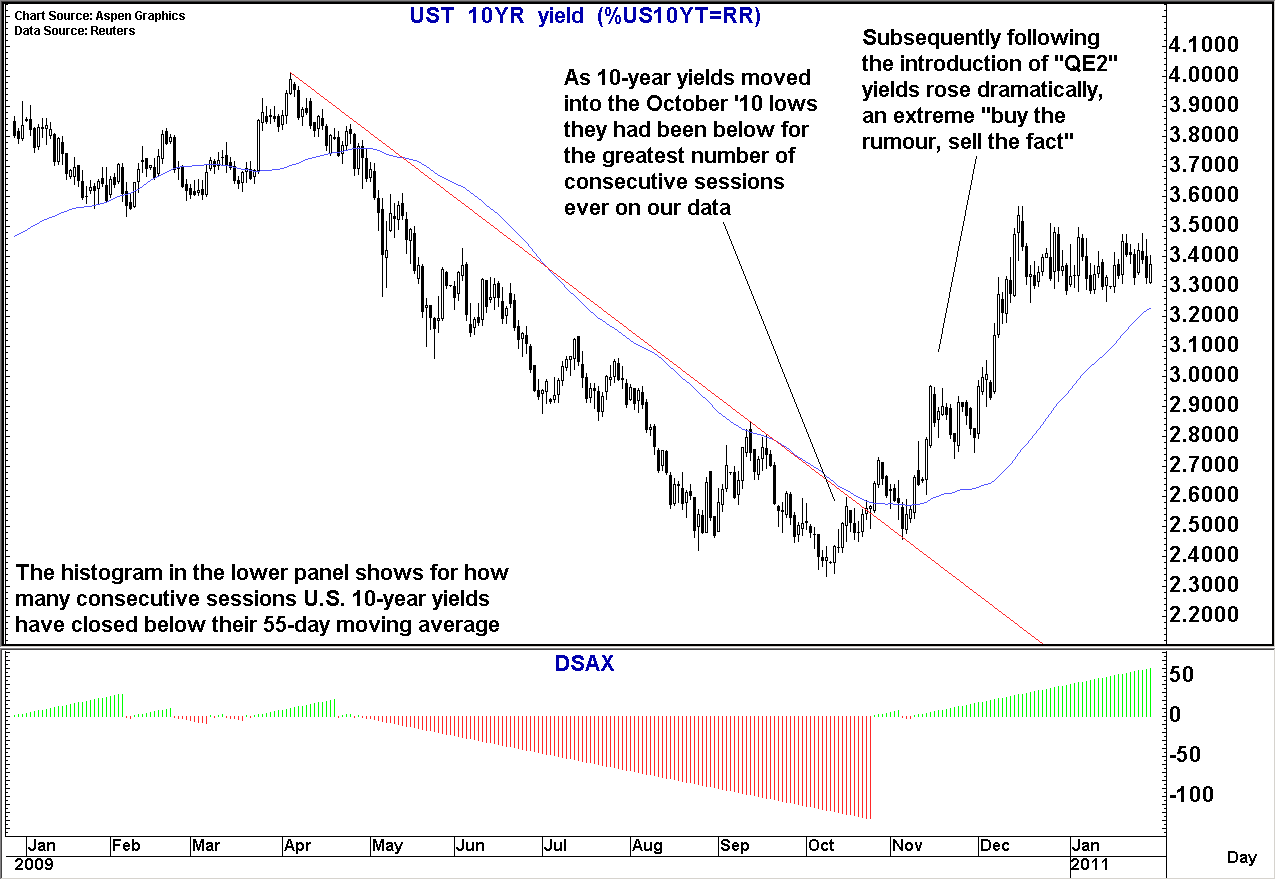 Chart Source: Aspen Graphics
Data Source: Reuters
UST 10YR yield (%US10YT=RR)
As 10-year yields moved
into the October '10 lows
they had been below for
the greatest number of
consecutive sessions
ever on our data
Subsequently following
the introduction of "QE2"
yields rose dramatically,
an extreme "buy the
rumour, sell the fact"
4.1000
4.0000
3.9000
3.8000
3.7000
3.6000
3.5000
3.4000
3.3000
3.2000
3.1000
3.0000
2.9000
2.8000
2.7000
2.6000
2.5000
2.4000
2.3000
2.2000
The histogram in the lower panel shows for how
many consecutive sessions U.S. 10-year yields
have closed below their 55-day moving average
DSAX
50
0
-50
-100
Jan Feb Mar Apr May Jun Jul Aug Sep Oct Nov Dec Jan
2009 2011 Day